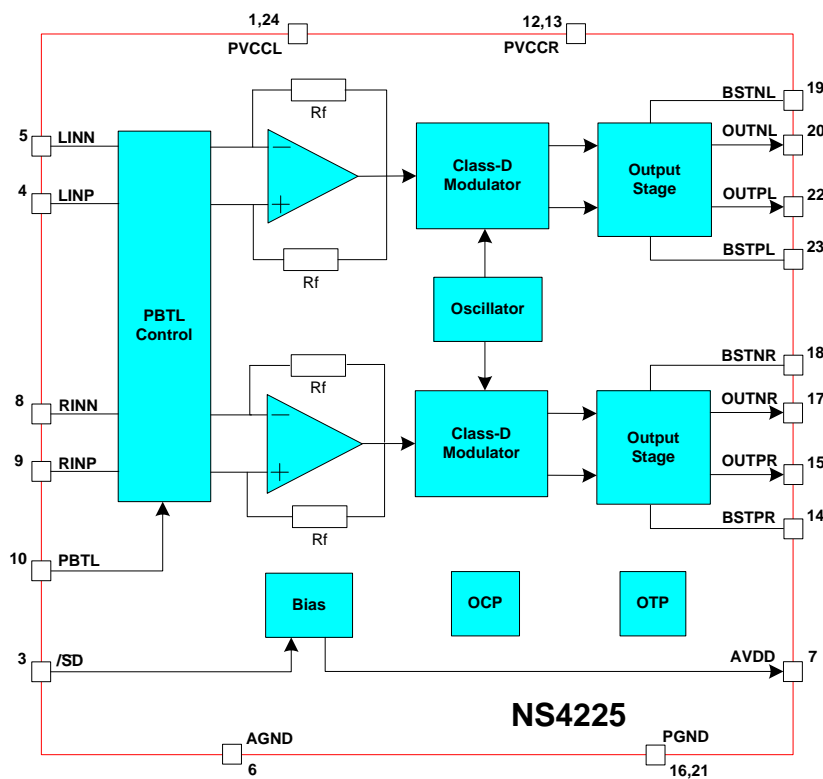 1,24
PVCCL
12,13
PVCCR
19
BSTNL
5
LINN
Rf
20
OUTNL
4
LINP
Class-D
Modulator
Output
Stage
22
OUTPL
23
BSTPL
Rf
PBTL
Control
Oscillator
18
BSTNR
8
RINN
Rf
17
OUTNR
Class-D
Modulator
Output
Stage
9
RINP
15
OUTPR
14
BSTPR
Rf
10
PBTL
Bias
OCP
OTP
3
/SD
7
AVDD
NS4225
AGND
6
PGND
16,21